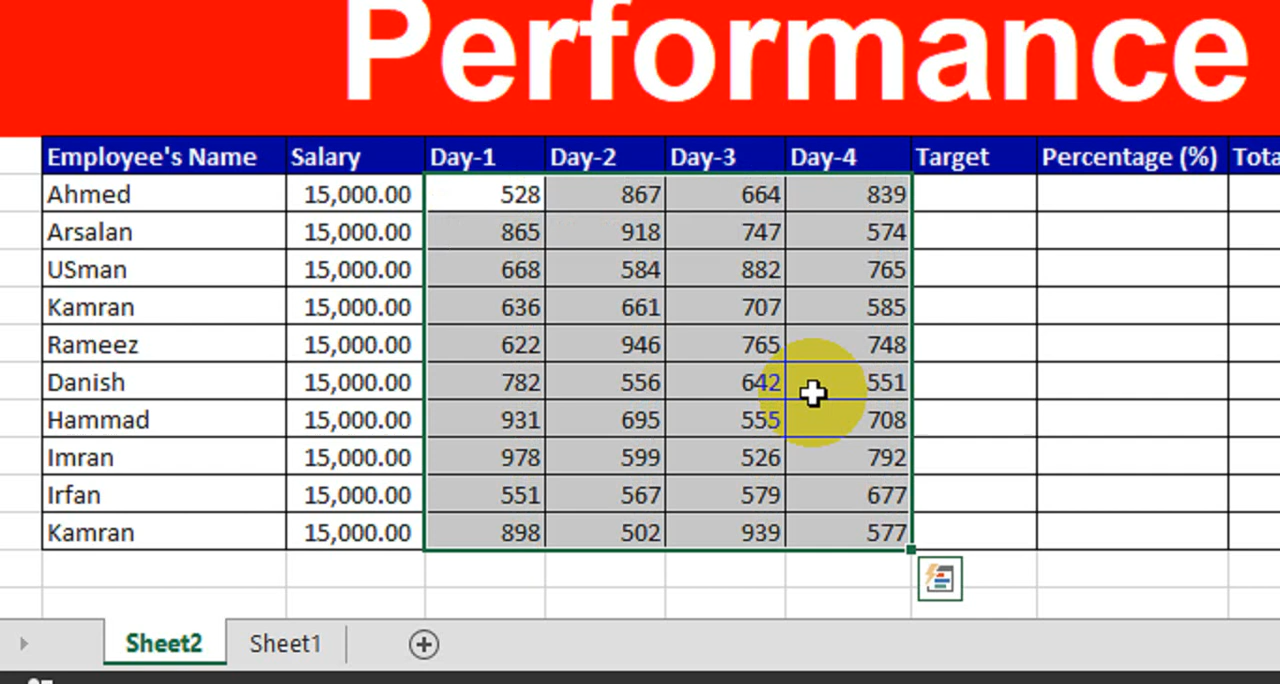 Performance
Employee's Name Salary Day-1 Day-2 Day-3 Day-4 Target Percentage (%)
Ahmed 15,000.00 528 867 664 839
Arsalan 15,000.00 865 918 747 574
USman 15,000.00 668 584 882 765
Kamran 15,000.00 636 661 707 585
Rameez 15,000.00 622 946 765 748
Danish 15,000.00 782 556 642 551
Hammad 15,000.00 931 695 555 708
Imran 15,000.00 978 599 526 792
Irfan 15,000.00 551 567 579 677
Kamran 15,000.00 898 502 939 577
Sheet2 Sheet1